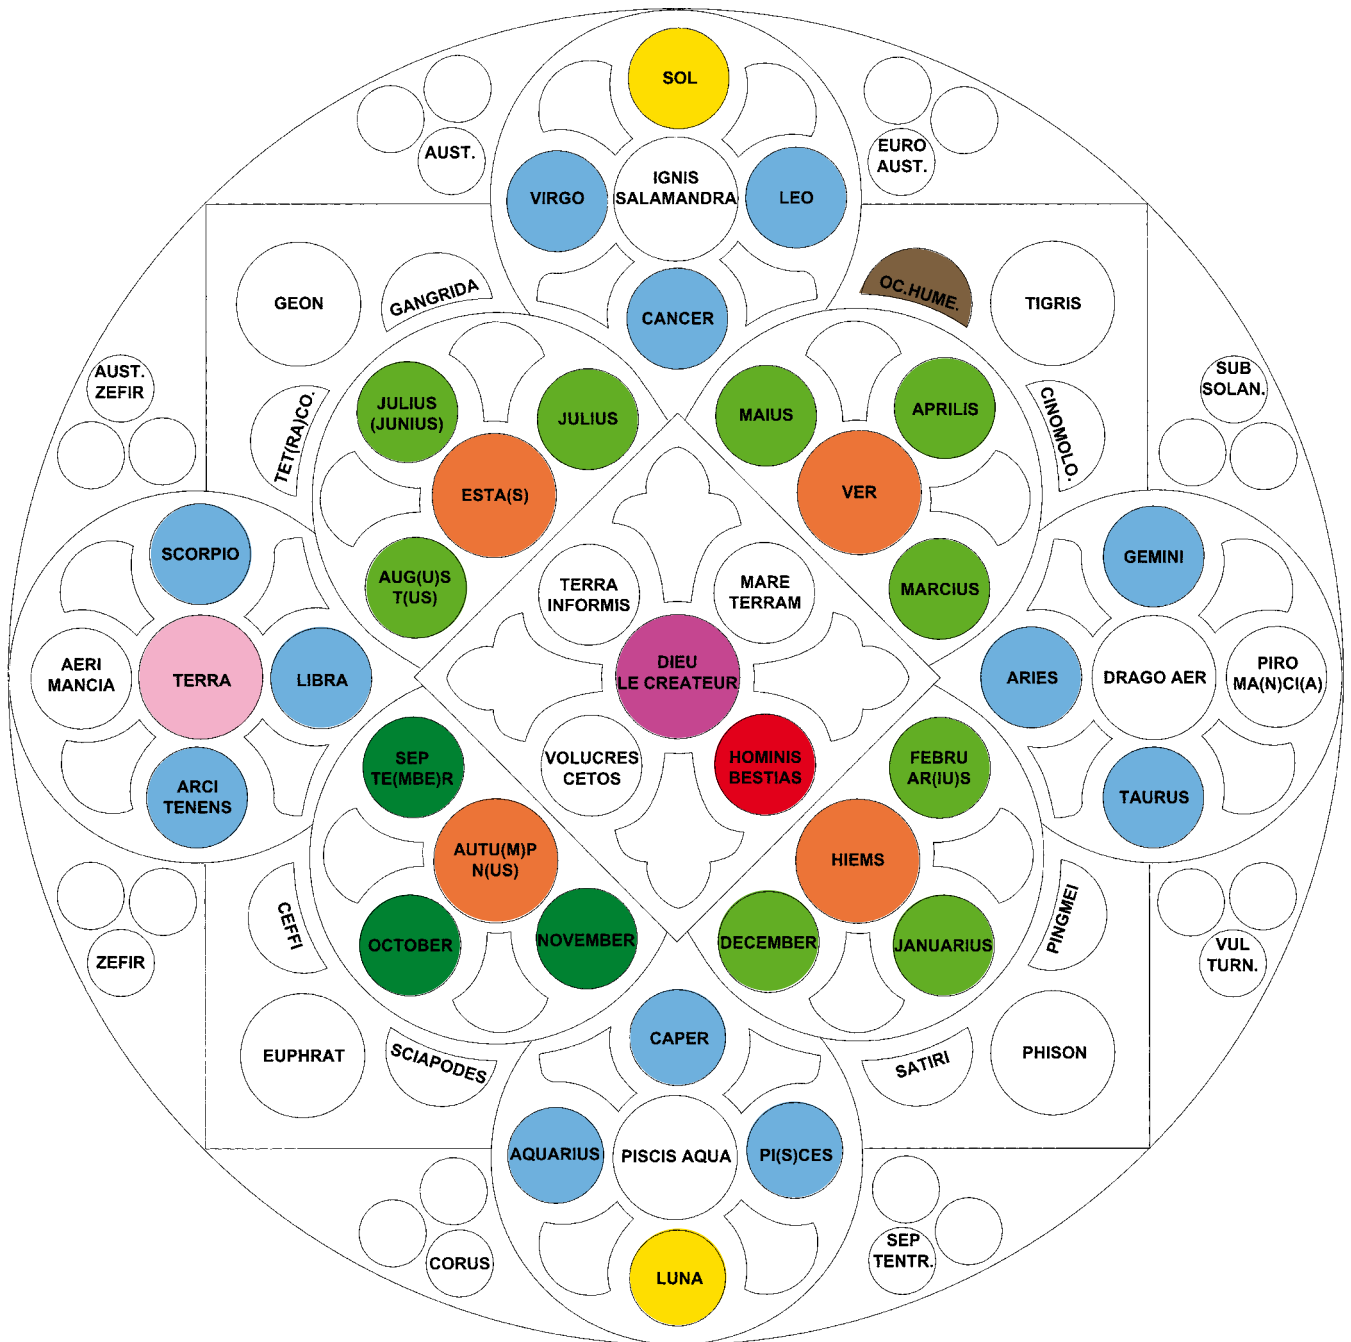 SOL
AUST.
EURO
AUST.
VIRGO
IGNIS
SALAMANDRA
LEO
GEON
GANGRIDA
CANCER
OC.HUME.
TIGRIS
AUST.
ZEFIR
TET(RA)CO.
JULIUS
(JUNIUS)
JULIUS
MAIUS
APRILIS
CINOMOLO.
SUB
SOLAN.
ESTA(S)
VER
SCORPIO
AUG(U)S
T(US)
TERRA
INFORMIS
MARE
TERRAM
MARCIUS
GEMINI
AERI
MANCIA
TERRA
LIBRA
DIEU
LE CREATEUR
ARIES
DRAGO AER
PIRO
MA(N)CI(A)
ARCI
TENENS
SEP
TE(MBE)R
VOLUCRES
CETOS
HOMINIS
BESTIAS
FEBRU
AR(IU)S
TAURUS
AUTU(M)P
N(US)
HIEMS
ZEFIR
CEFFI
OCTOBER
NOVEMBER
DECEMBER
JANUARIUS
PINGMEI
VUL
TURN.
EUPHRAT
SCIAPODES
CAPER
SATIRI
PHISON
AQUARIUS
PISCIS AQUA
PI(S)CES
CORUS
LUNA
SEP
TENTR.